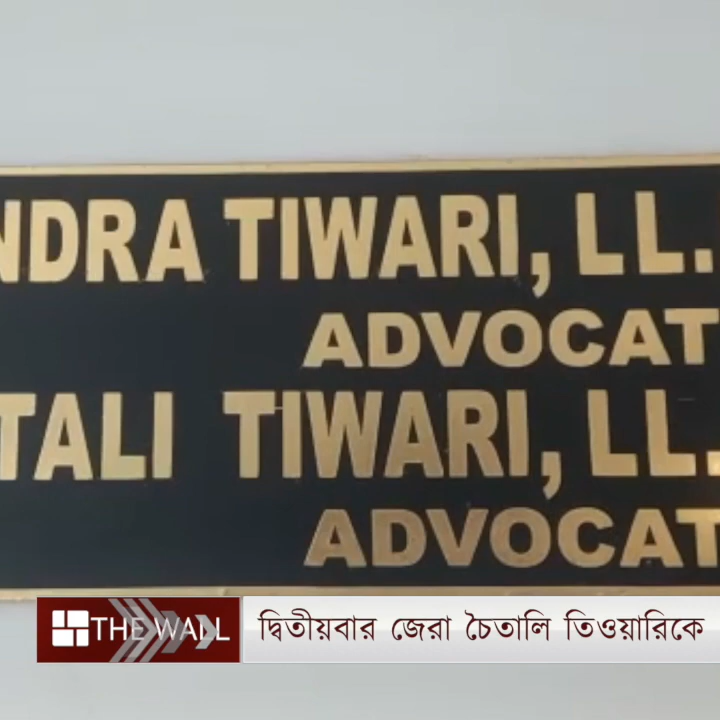 NDRA TIWARI, LL.
ADVOCAT
TALI TIWARI, LL.
ADVOCAT
THE WALL দ্বিতীয়বার জেরা চৈতালি তিওয়ারিকে